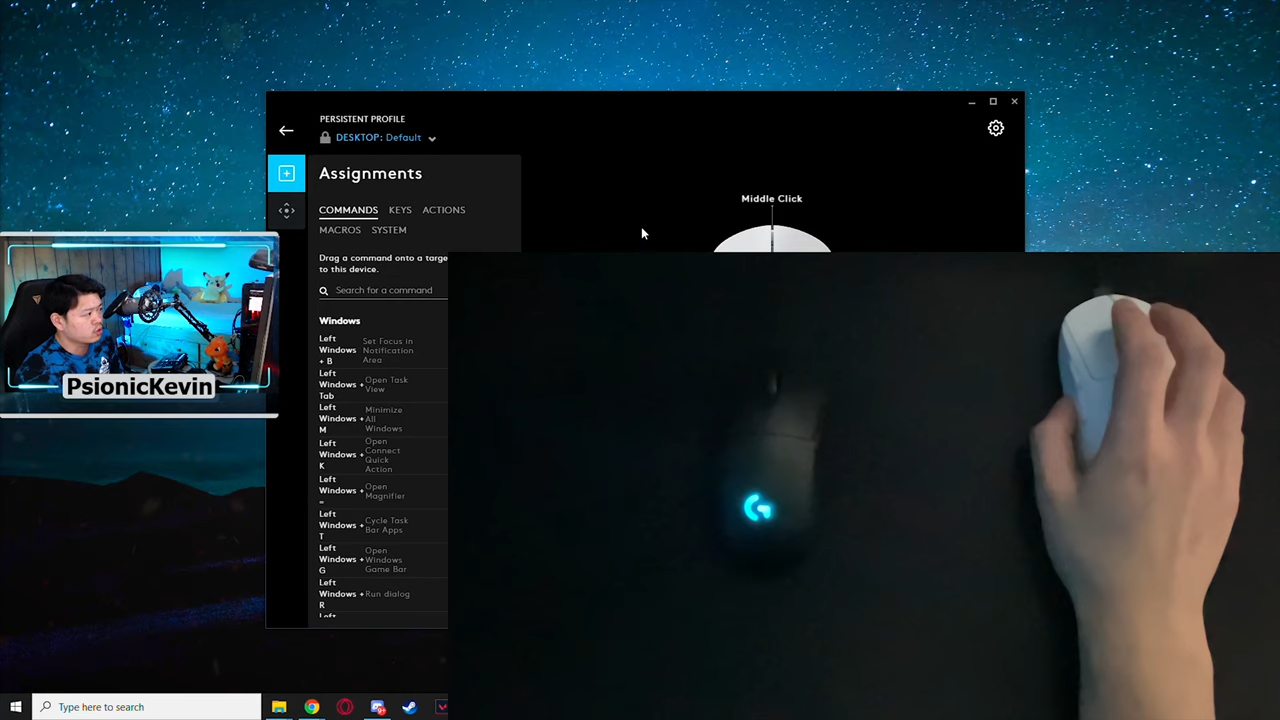 PERSISTENT PROFILE
DESKTOP: Default
Assignments
COMMANDS KEYS ACTIONS
MACROS SYSTEM
Drag a command onto a targe
to this device.
Search for a command
Windows
Left Windows + B Set Focus in Notification Area
Left Windows + Tab Open Task View
Left Windows + M Minimize All Windows
Left Windows + K Open Connect Quick Action
Left Windows + = Open Magnifier
Left Windows + T Cycle Task Bar Apps
Left Windows + G Open Windows Game Bar
Left Windows + R Run dialog
Left
Middle Click
PsionicKevin
Type here to search